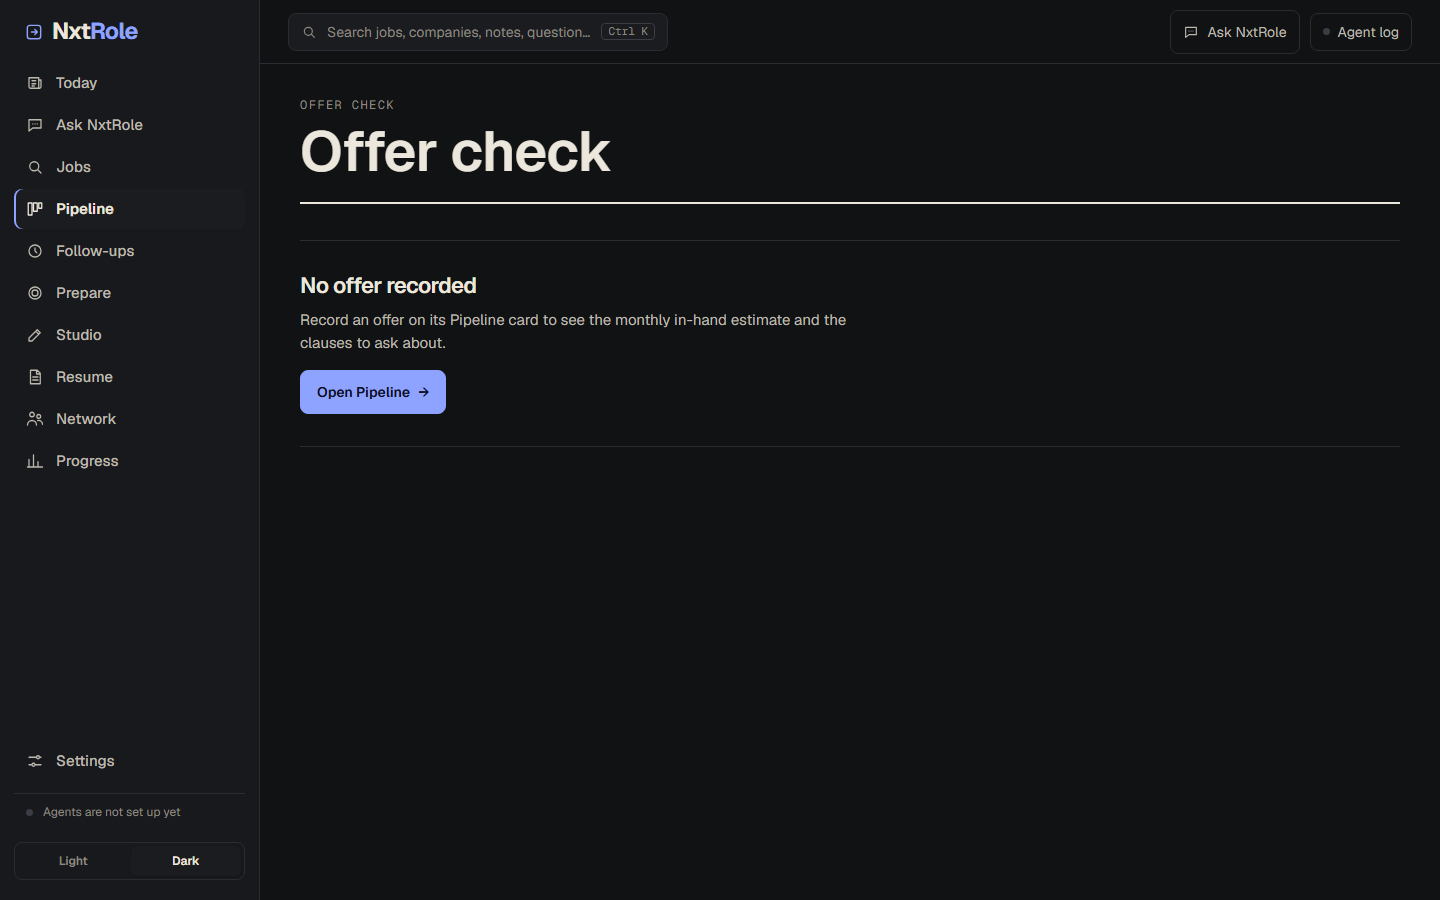 NxtRole
Search jobs, companies, notes, question... Ctrl K
Ask NxtRole
Agent log
Today
Ask NxtRole
Jobs
Pipeline
Follow-ups
Prepare
Studio
Resume
Network
Progress
Settings
Agents are not set up yet
Light
Dark
OFFER CHECK
Offer check
No offer recorded
Record an offer on its Pipeline card to see the monthly in-hand estimate and the
clauses to ask about.
Open Pipeline →